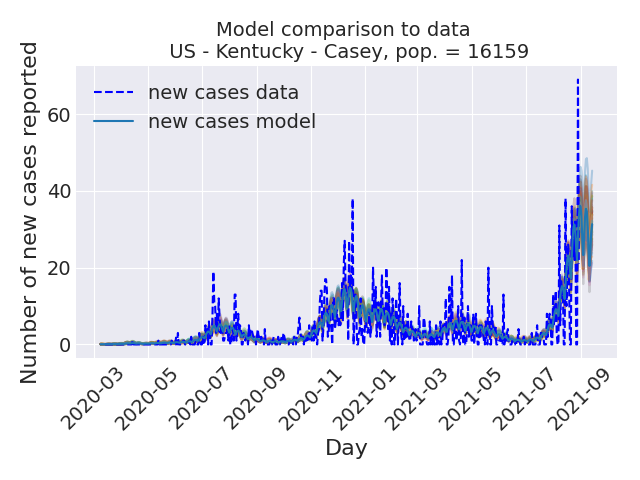 Model comparison to data
US - Kentucky - Casey, pop. = 16159
new cases data
new cases model
Number of new cases reported
60
40
20
0
2020-03
2020-05
2020-07
2020-09
2020-11
2021-01
2021-03
2021-05
2021-07
2021-09
Day